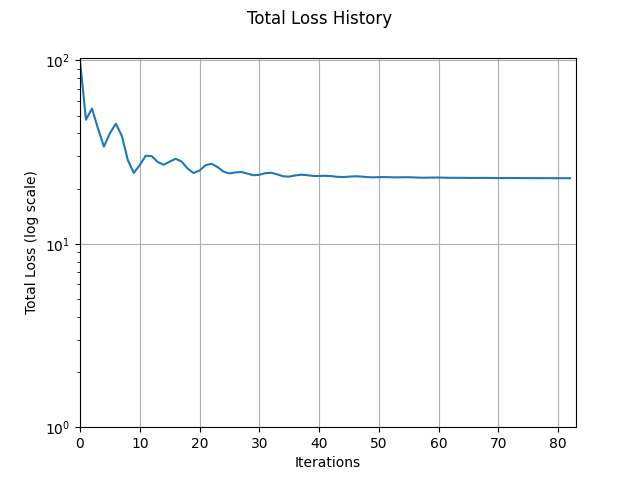 Total Loss History
Total Loss (log scale)
10²
10¹
10⁰
0 10 20 30 40 50 60 70 80
Iterations